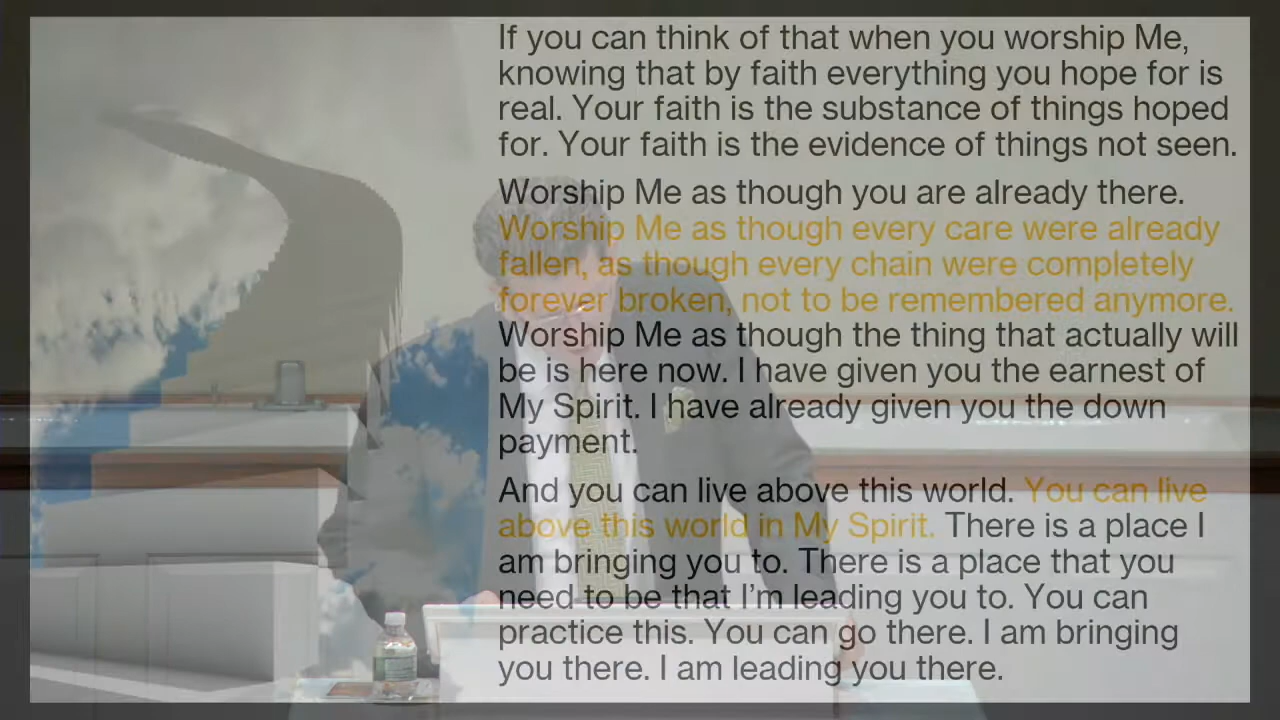 If you can think of that when you worship Me,
knowing that by faith everything you hope for is
real. Your faith is the substance of things hoped
for. Your faith is the evidence of things not seen.
Worship Me as though you are already there.
Worship Me as though every care were already
fallen, as though every chain were completely
forever broken, not to be remembered anymore.
Worship Me as though the thing that actually will
be is here now. I have given you the earnest of
My Spirit. I have already given you the down
payment.
And you can live above this world. You can live
above this world in My Spirit. There is a place I
am bringing you to. There is a place that you
need to be that I’m leading you to. You can
practice this. You can go there. I am bringing
you there. I am leading you there.